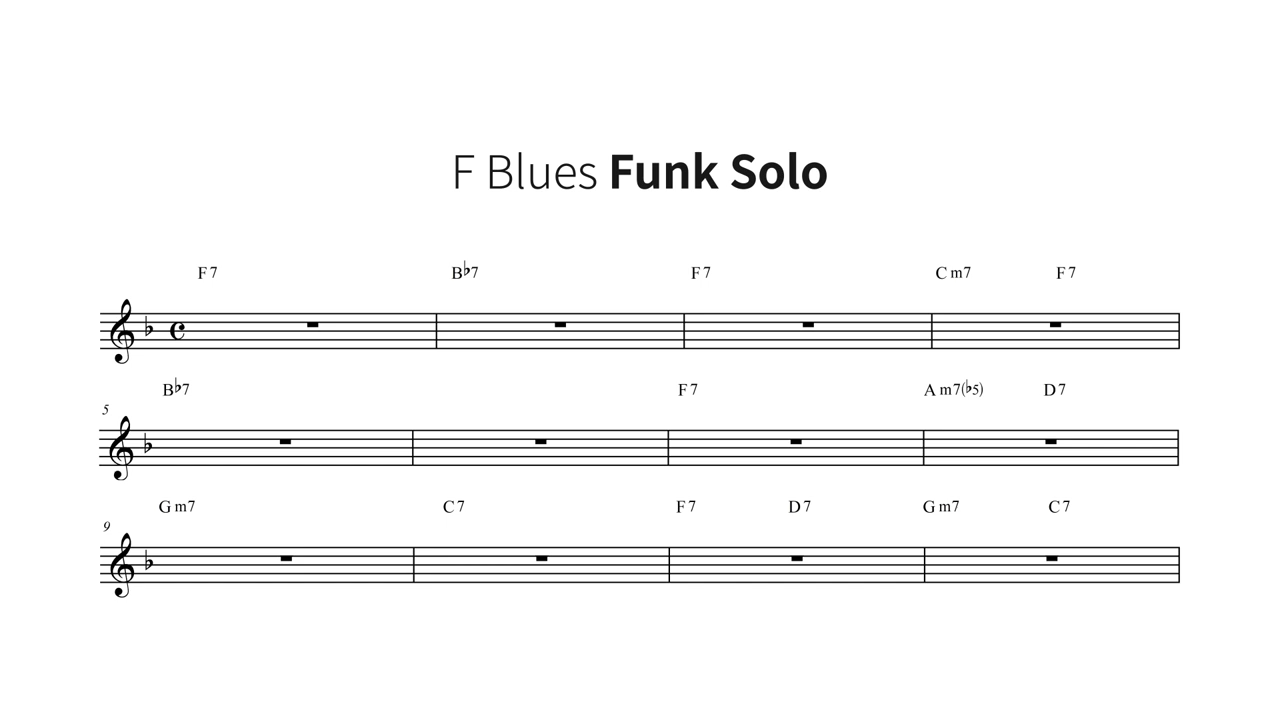 F Blues Funk Solo
F7 B♭7 F7 Cm7 F7
B♭7 F7 Am7(♭5) D7
5
Gm7 C7 F7 D7 Gm7 C7
9